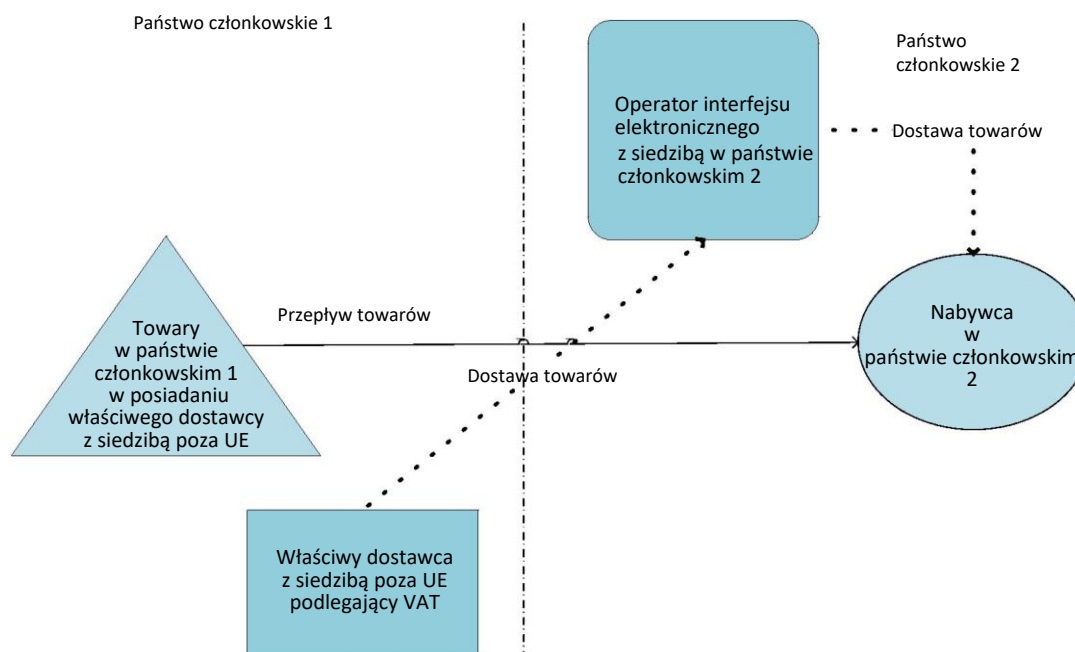 Państwo członkowskie 1
Państwo
członkowskie 2
Operator interfejsu
elektronicznego
z siedzibą w państwie
członkowskim 2
Dostawa towarów
Przepływ towarów
Towary
w państwie
członkowskim 1
w posiadaniu
właściwego dostawcy
z siedzibą poza UE
Dostawa towarów
Nabywca
w
państwie członkowskim
2
Właściwy dostawca
z siedzibą poza UE
podlegający VAT